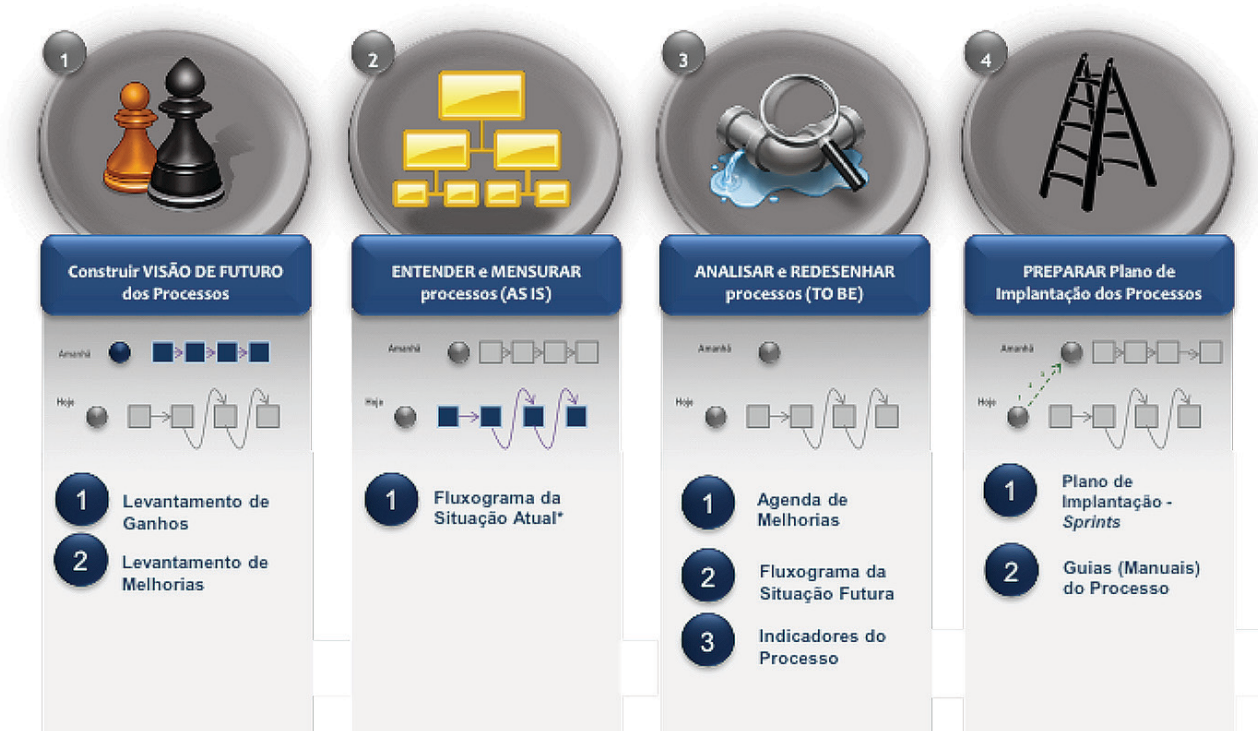 1
Construir VISÃO DE FUTURO
dos Processos
Amanhã
Hoje
1
Levantamento de
Ganhos
2
Levantamento de
Melhorias
2
ENTENDER e MENSURAR
processos (AS IS)
Amanhã
Hoje
1
Fluxograma da
Situação Atual*
3
ANALISAR e REDESENHAR
processos (TO BE)
Amanhã
Hoje
1
Agenda de
Melhorias
2
Fluxograma da
Situação Futura
3
Indicadores do
Processo
4
PREPARAR Plano de
Implantação dos Processos
Amanhã
Hoje
1
Plano de
Implantação -
Sprints
2
Guias (Manuais)
do Processo